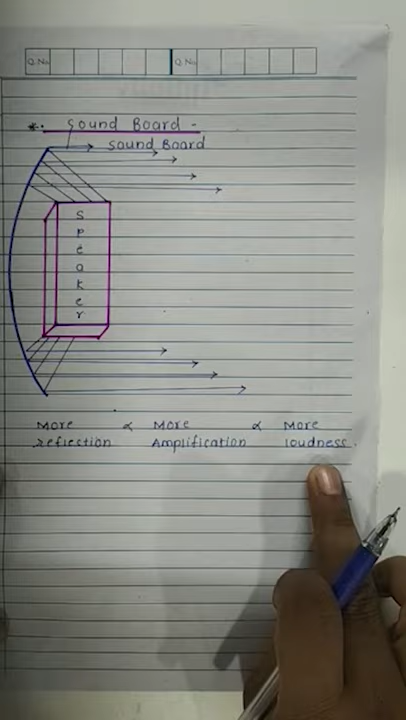 Q.No. Q.No.
* Sound Board -
sound Board
S
p
e
a
k
e
r
More ∝ More ∝ More
reflection Amplification loudness.